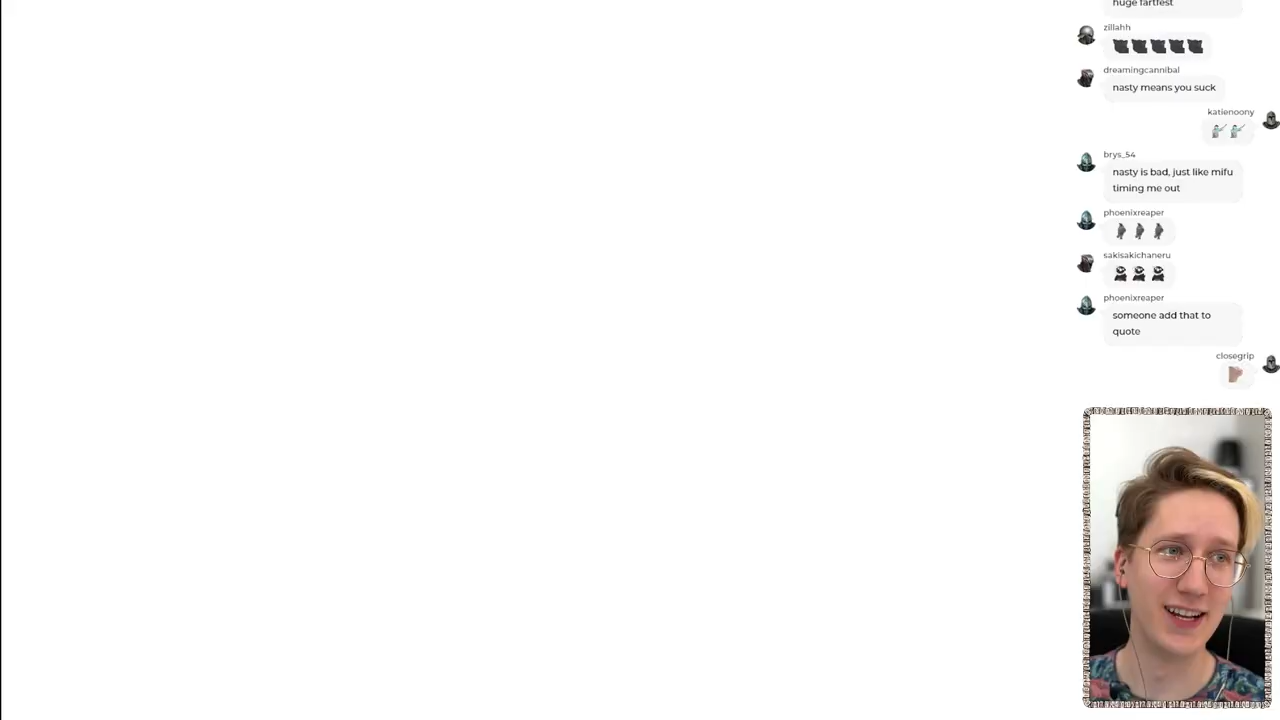 huge fartfest
zillahh
dreamingcannibal
nasty means you suck
katienoony
brys_54
nasty is bad, just like mifu
timing me out
phoenixreaper
sakisakichaneru
phoenixreaper
someone add that to
quote
closegrip